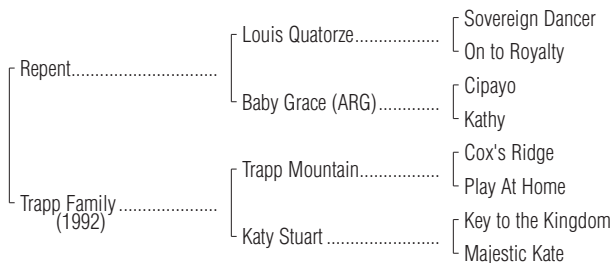 Sovereign Dancer
Louis Quatorze....................
On to Royalty
Repent...................................
Cipayo
Baby Grace (ARG)..............
Kathy
Cox's Ridge
Trapp Mountain...................
Play At Home
Trapp Family........................
(1992)
Key to the Kingdom
Katy Stuart ...........................
Majestic Kate